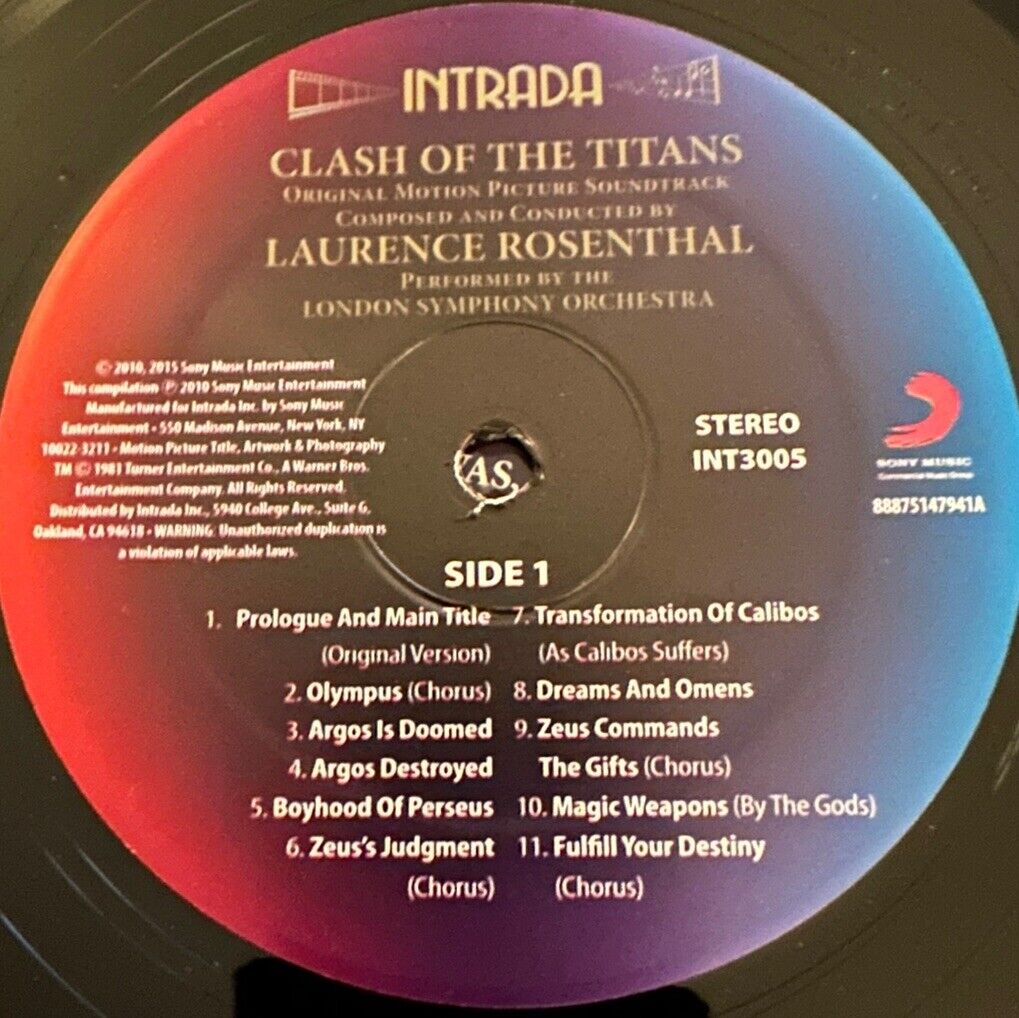 INTRADA
CLASH OF THE TITANS
ORIGINAL MOTION PICTURE SOUNDTRACK
COMPOSED AND CONDUCTED BY
LAURENCE ROSENTHAL
PERFORMED BY THE
LONDON SYMPHONY ORCHESTRA
© 2010, 2015 Sony Music Entertainment
This compilation ℗ 2010 Sony Music Entertainment
Manufactured for Intrada Inc. by Sony Music
Entertainment • 550 Madison Avenue, New York, NY
10022-3211 • Motion Picture Title, Artwork & Photography
TM © 1981 Turner Entertainment Co., A Warner Bros.
Entertainment Company. All Rights Reserved.
Distributed by Intrada Inc., 5940 College Ave., Suite G,
Oakland, CA 94618 • WARNING: Unauthorized duplication is
a violation of applicable laws.
AS.
STEREO
INT3005
SONY MUSIC
Commercial Music Group
88875147941A
SIDE 1
1. Prologue And Main Title
(Original Version)
2. Olympus (Chorus)
3. Argos Is Doomed
4. Argos Destroyed
5. Boyhood Of Perseus
6. Zeus's Judgment
(Chorus)
7. Transformation Of Calibos
(As Calibos Suffers)
8. Dreams And Omens
9. Zeus Commands
The Gifts (Chorus)
10. Magic Weapons (By The Gods)
11. Fulfill Your Destiny
(Chorus)